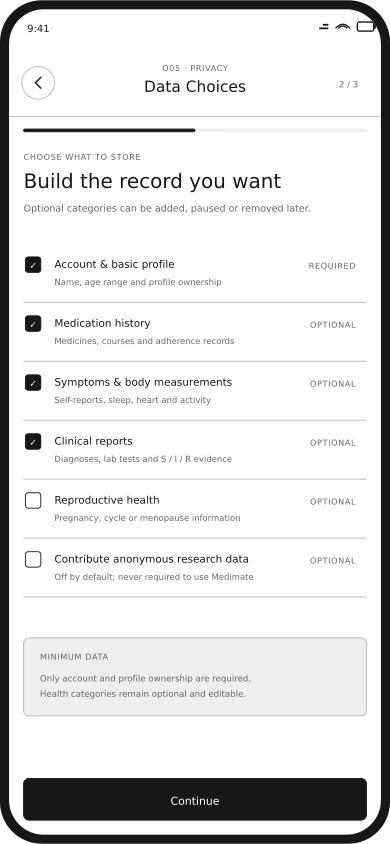 9:41
O05 · PRIVACY
Data Choices
2 / 3
CHOOSE WHAT TO STORE
Build the record you want
Optional categories can be added, paused or removed later.
Account & basic profile
REQUIRED
Name, age range and profile ownership
Medication history
OPTIONAL
Medicines, courses and adherence records
Symptoms & body measurements
OPTIONAL
Self-reports, sleep, heart and activity
Clinical reports
OPTIONAL
Diagnoses, lab tests and S / I / R evidence
Reproductive health
OPTIONAL
Pregnancy, cycle or menopause information
Contribute anonymous research data
OPTIONAL
Off by default; never required to use Medimate
MINIMUM DATA
Only account and profile ownership are required.
Health categories remain optional and editable.
Continue